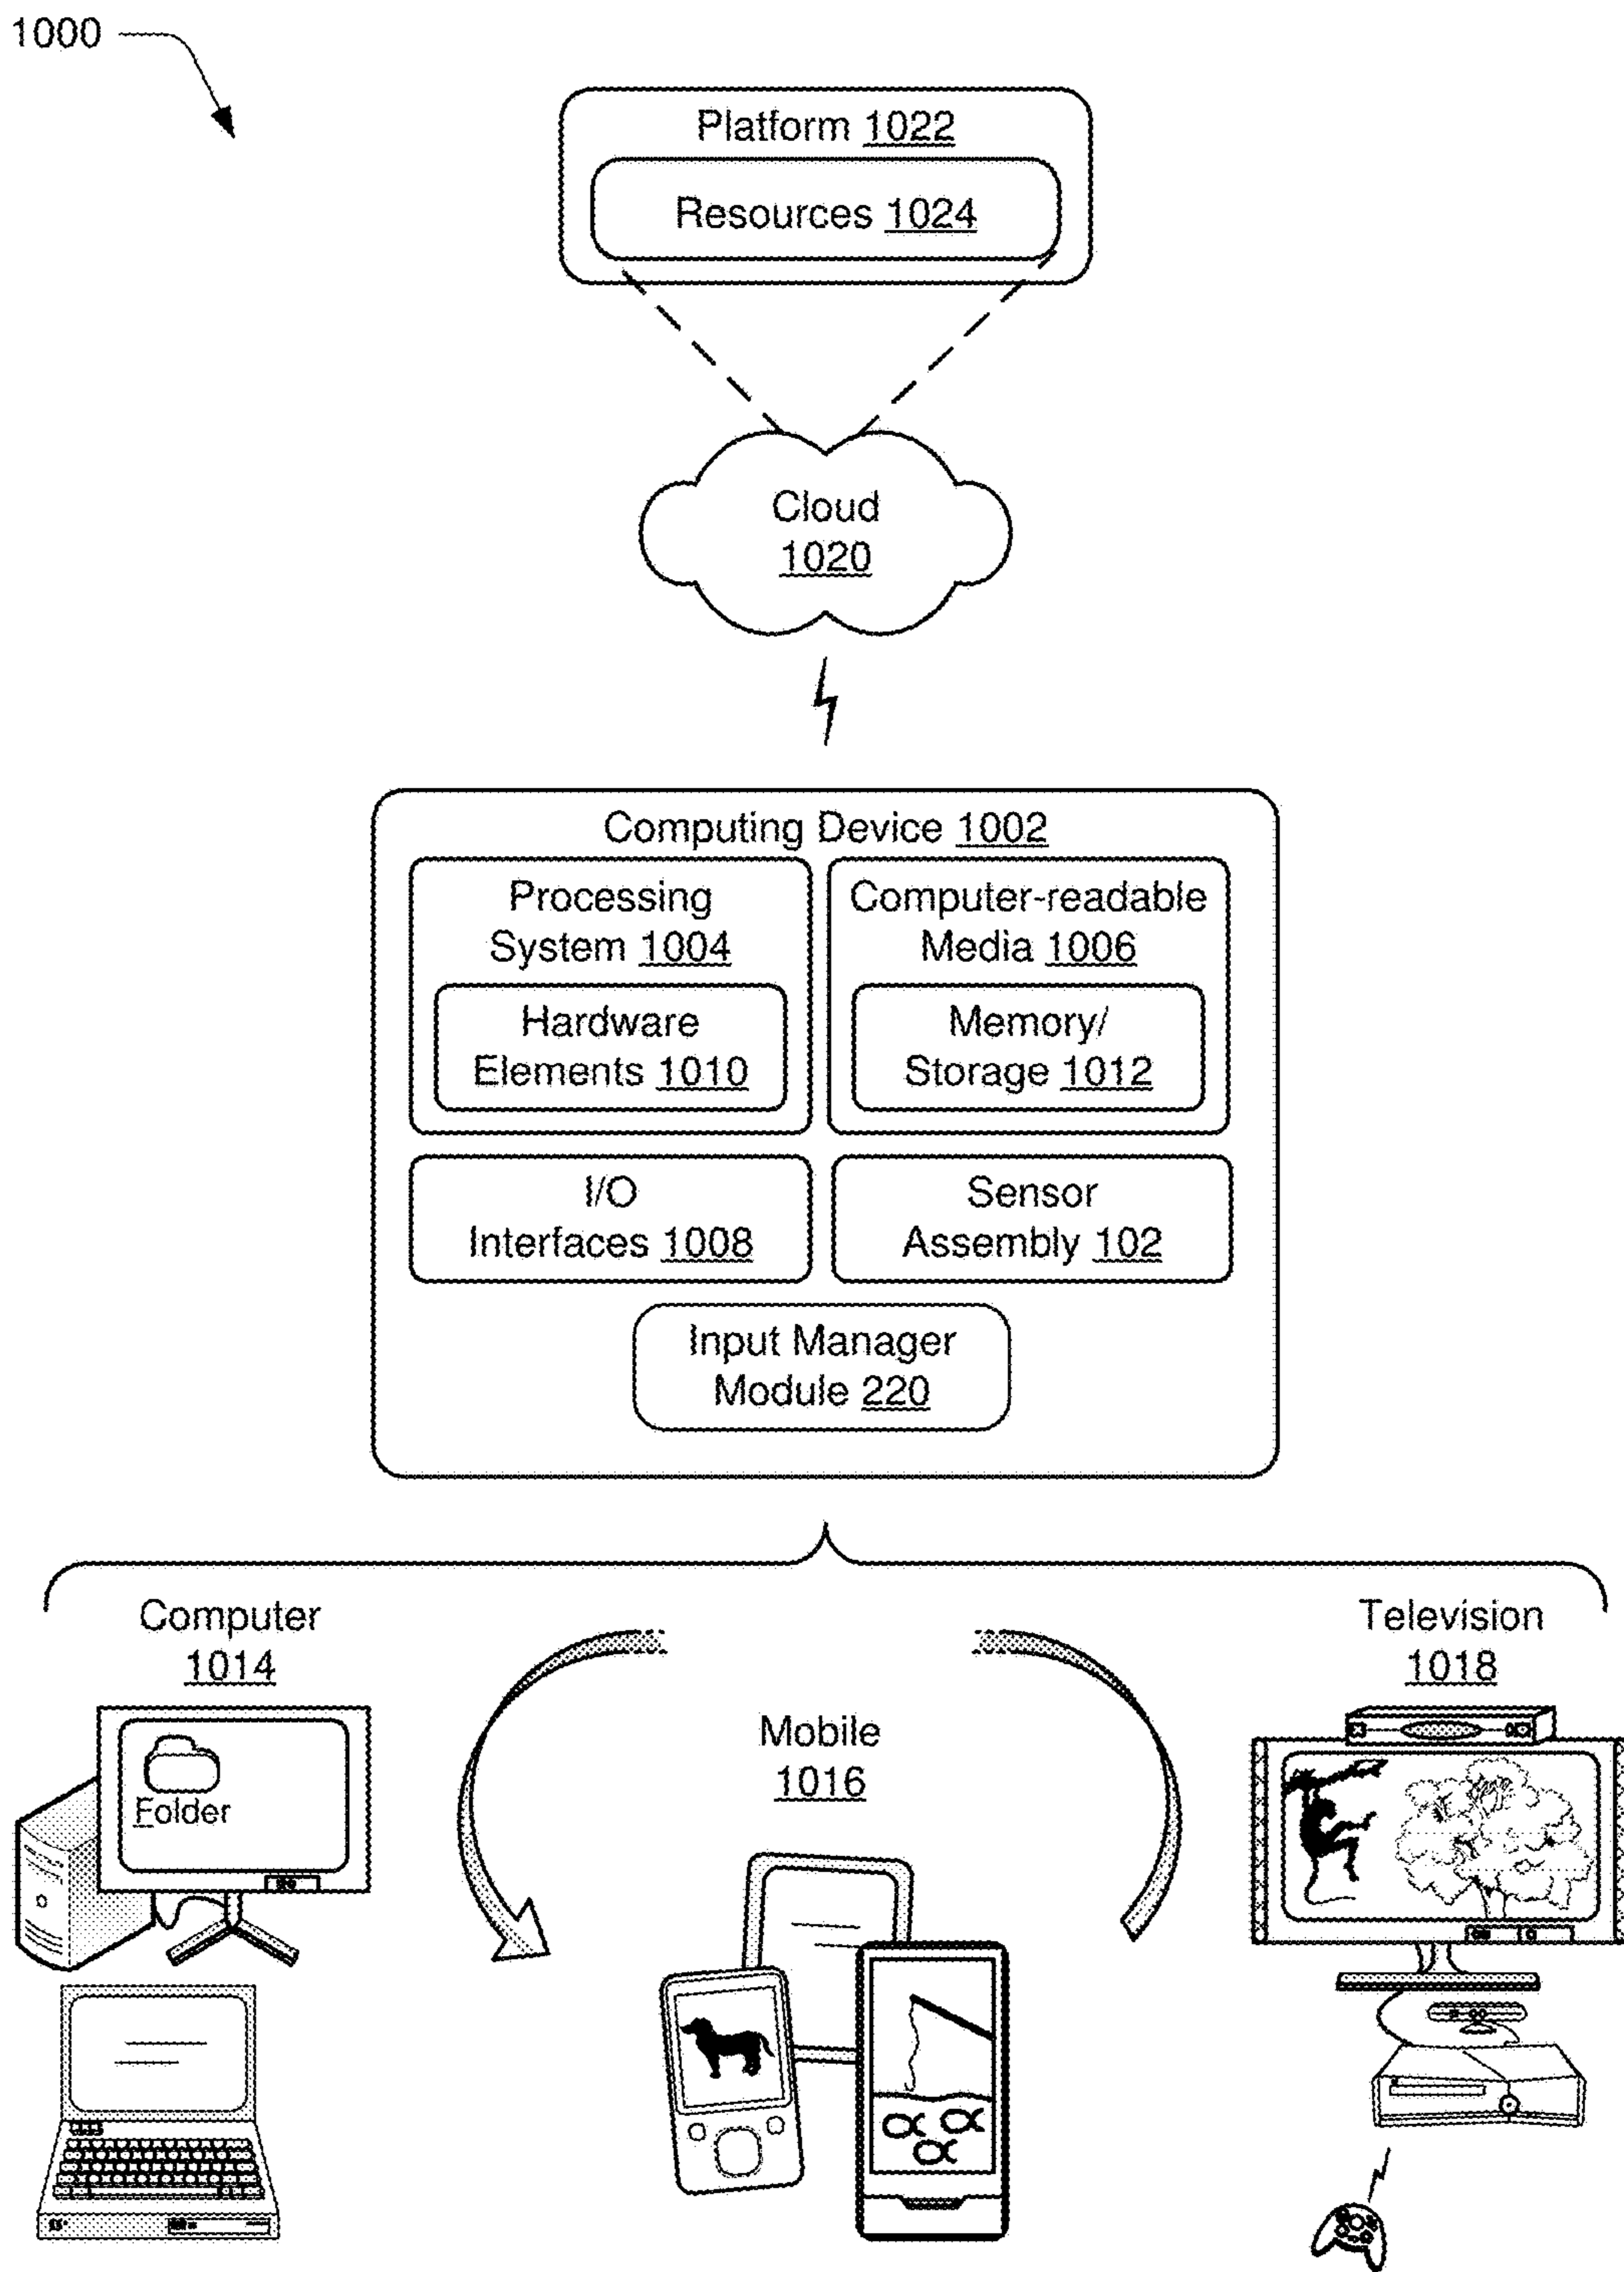 1000
Platform 1022
Resources 1024
Cloud
1020
Computing Device 1002
Processing
System 1004
Hardware
Elements 1010
Computer-readable
Media 1006
Memory/
Storage 1012
I/O
Interfaces 1008
Sensor
Assembly 102
Input Manager
Module 220
Computer
1014
Folder
Mobile
1016
Television
1018